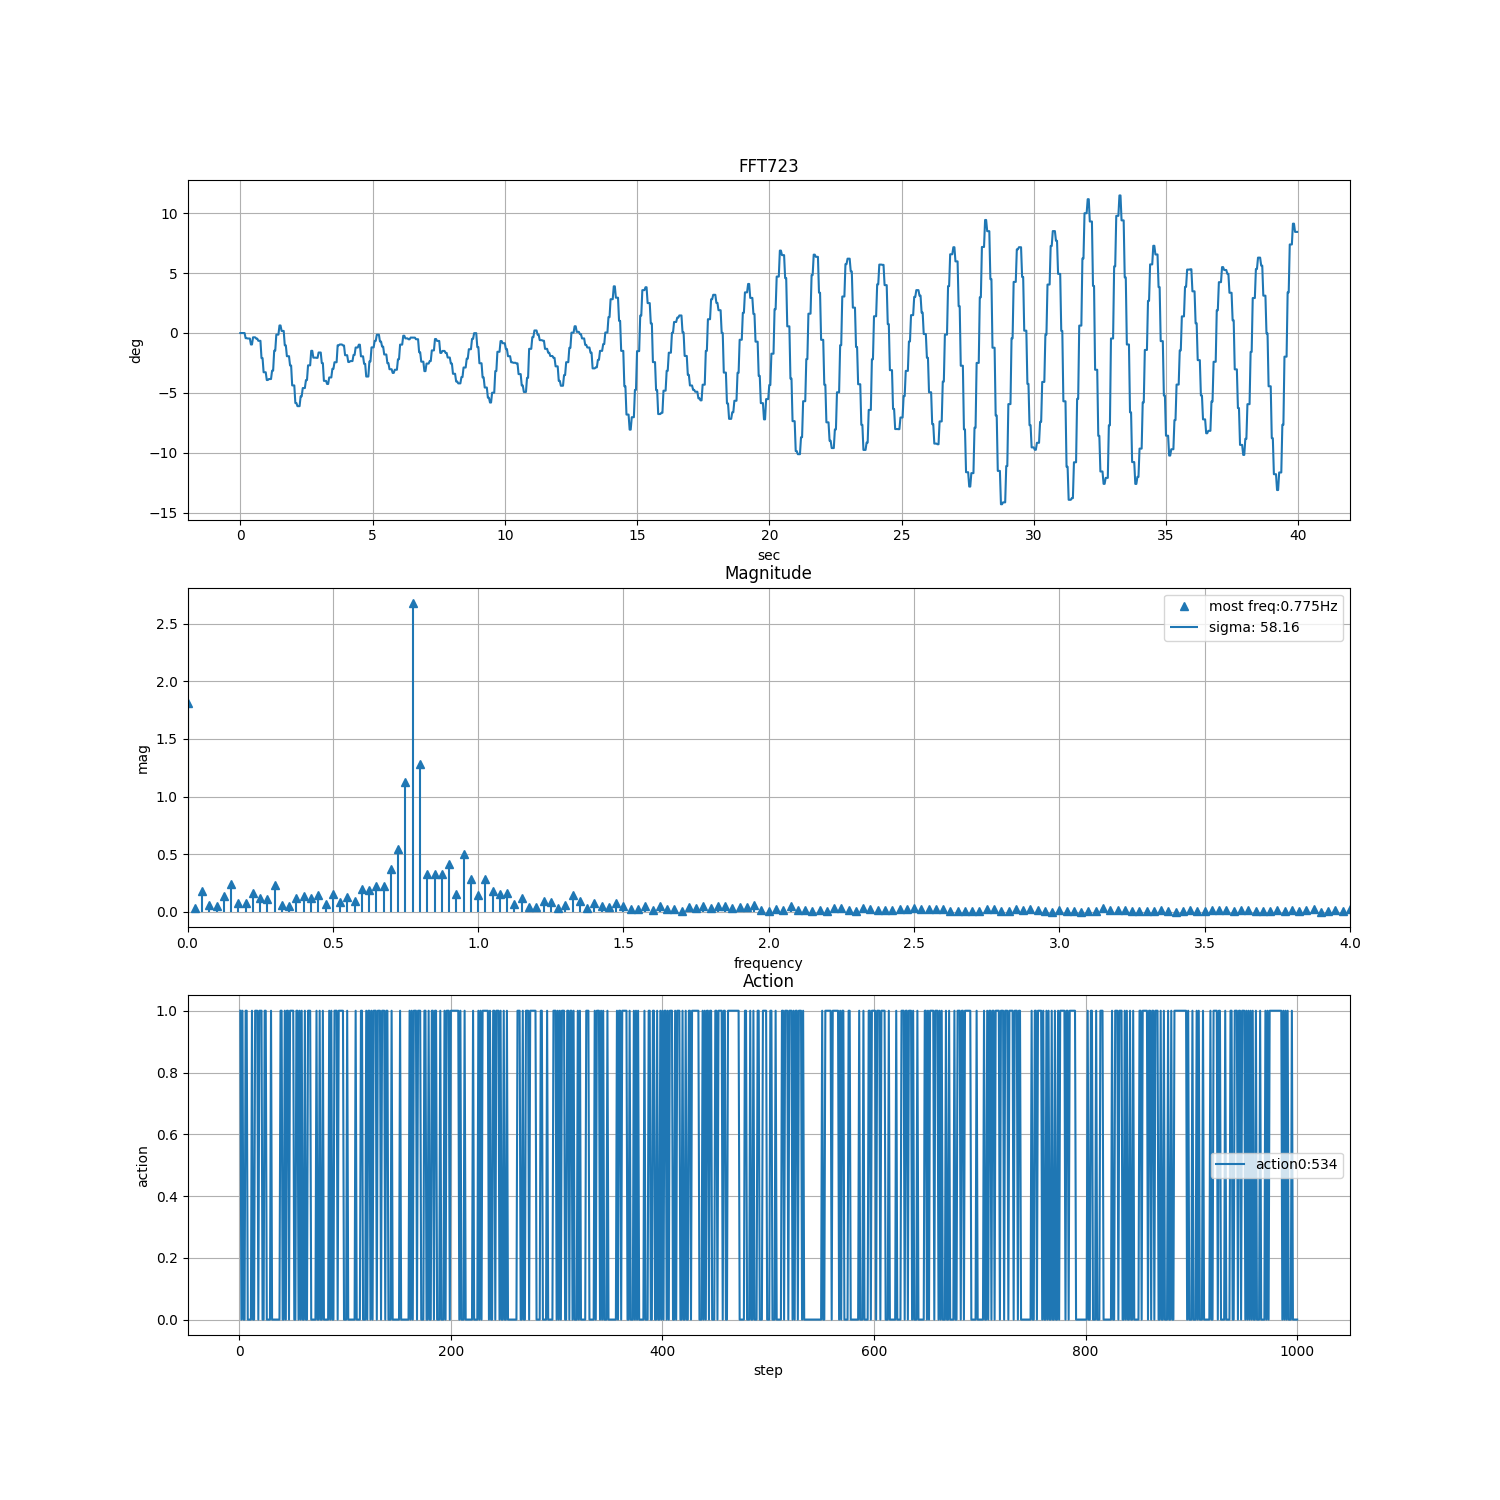 FFT723
10
5
0
−5
−10
−15
deg
0 5 10 15 20 25 30 35 40
sec
Magnitude
most freq:0.775Hz
sigma: 58.16
2.5
2.0
1.5
1.0
0.5
0.0
mag
0.0 0.5 1.0 1.5 2.0 2.5 3.0 3.5 4.0
frequency
Action
1.0
0.8
0.6
0.4
0.2
0.0
action
action0:534
0 200 400 600 800 1000
step